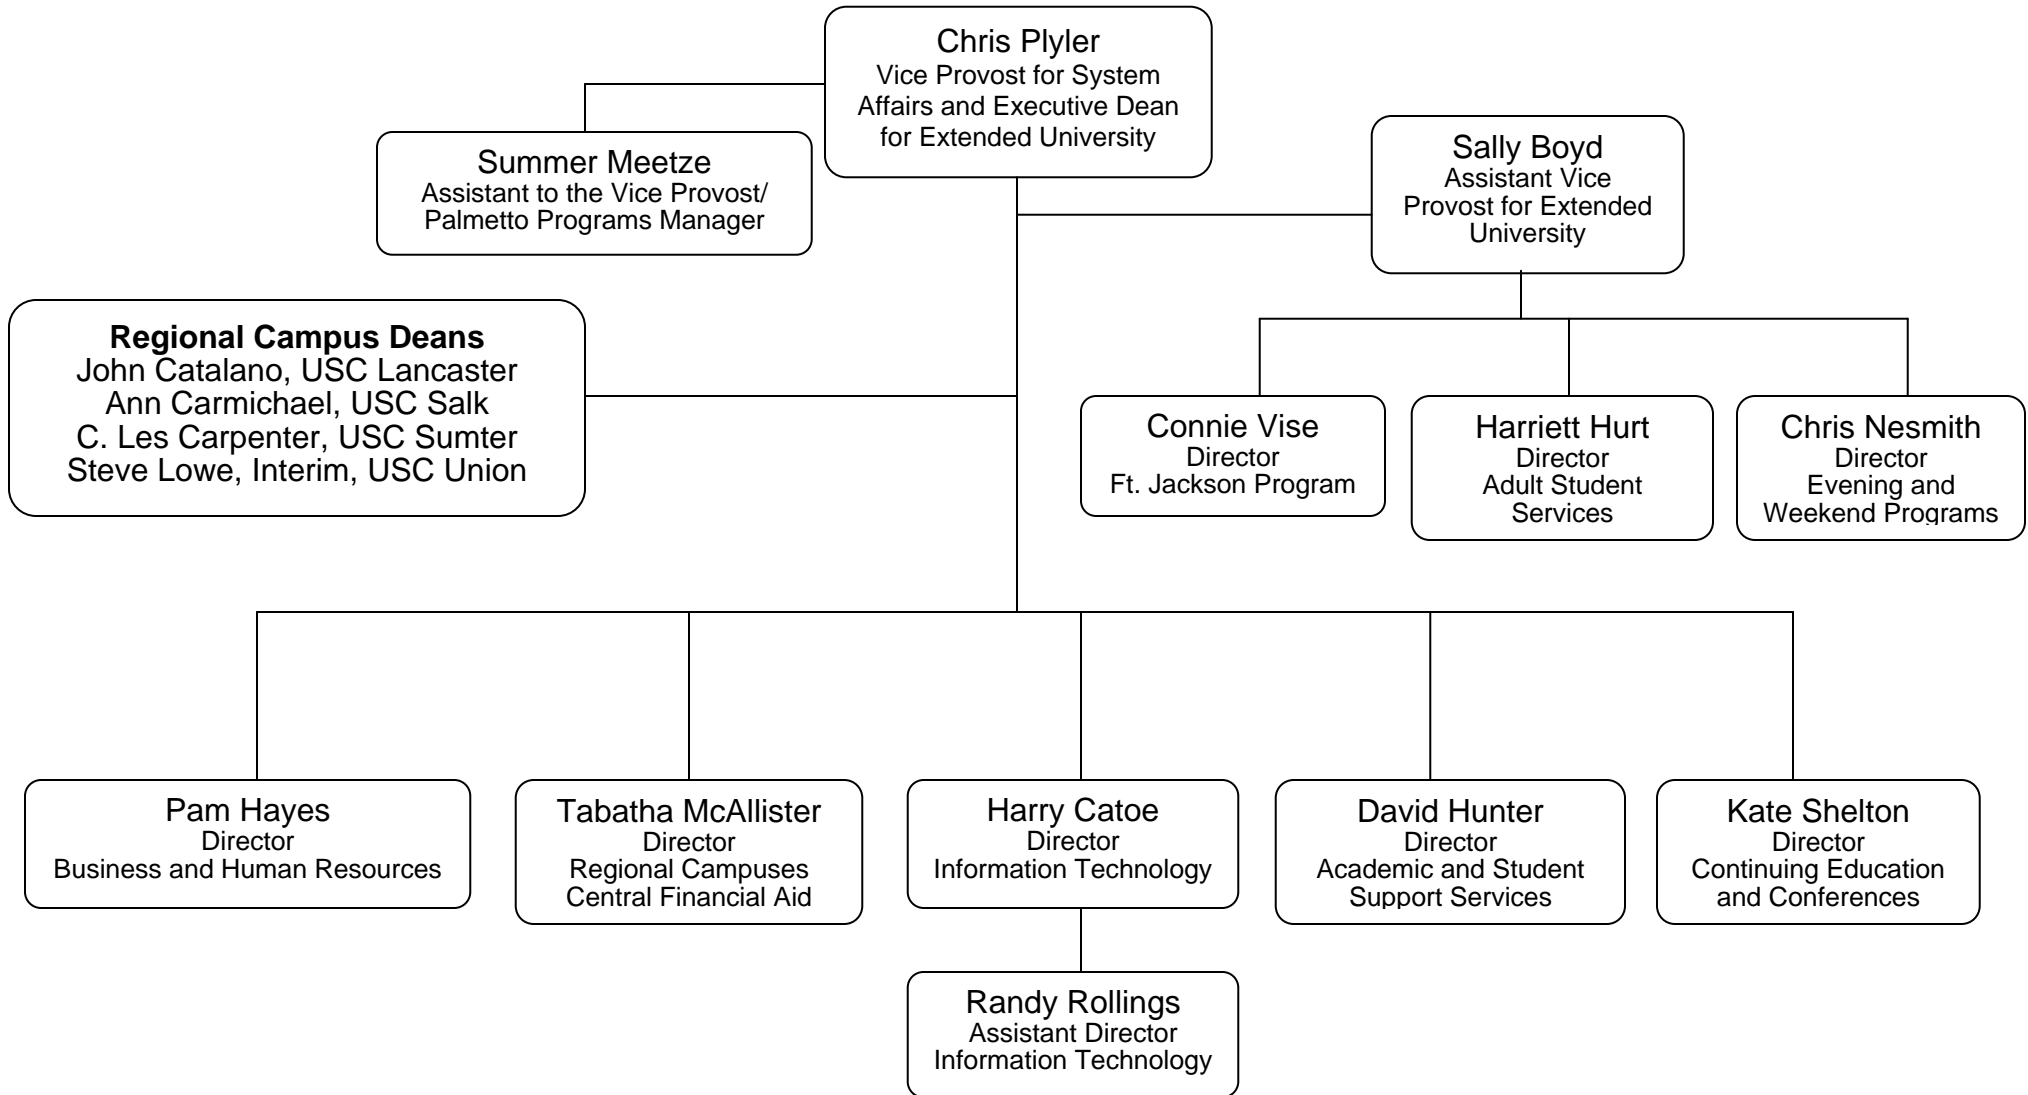 Chris Plyler
Vice Provost for System
Affairs and Executive Dean
for Extended University
Summer Meetze
Assistant to the Vice Provost/
Palmetto Programs Manager
Sally Boyd
Assistant Vice
Provost for Extended
University
Regional Campus Deans
John Catalano, USC Lancaster
Ann Carmichael, USC Salk
C. Les Carpenter, USC Sumter
Steve Lowe, Interim, USC Union
Connie Vise
Director
Ft. Jackson Program
Harriett Hurt
Director
Adult Student
Services
Chris Nesmith
Director
Evening and
Weekend Programs
Pam Hayes
Director
Business and Human Resources
Tabatha McAllister
Director
Regional Campuses
Central Financial Aid
Harry Catoe
Director
Information Technology
David Hunter
Director
Academic and Student
Support Services
Kate Shelton
Director
Continuing Education
and Conferences
Randy Rollings
Assistant Director
Information Technology